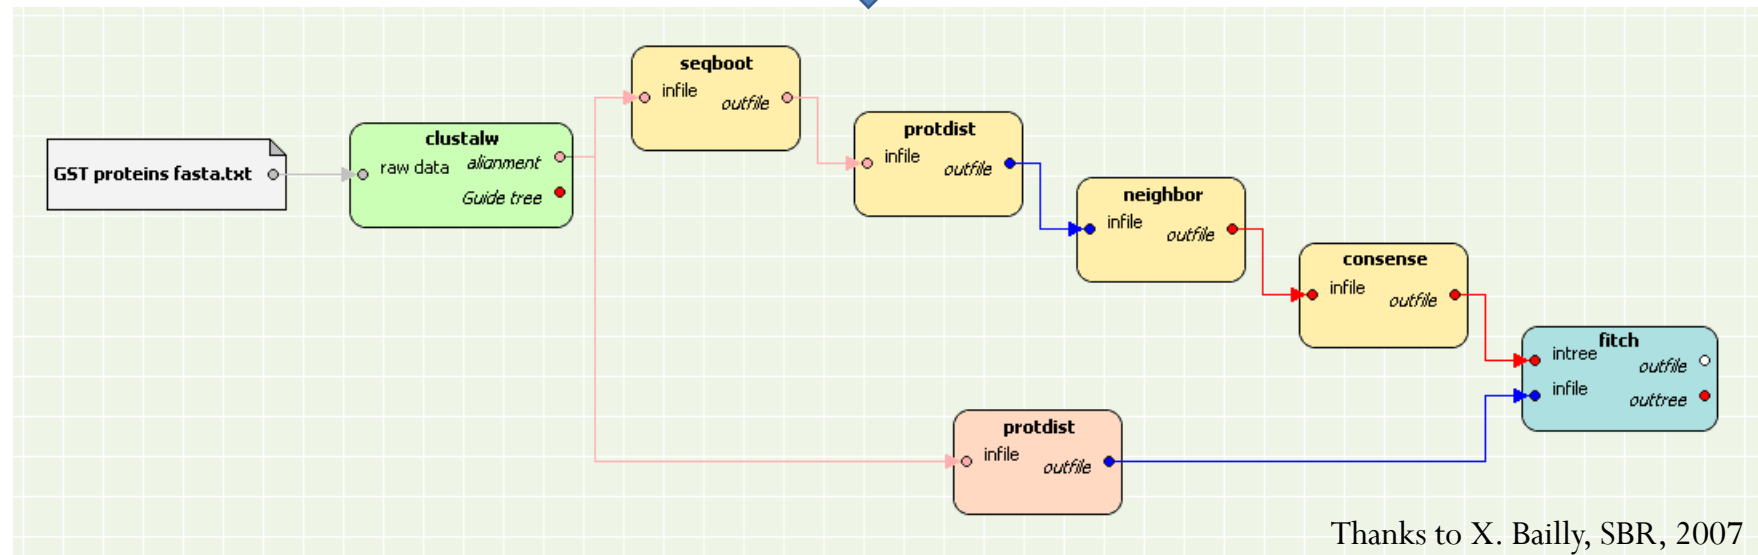 GST proteins fasta.txt
clustalw
raw data
alignment
Guide tree
seqboot
infile
outfile
protdist
infile
outfile
neighbor
infile
outfile
consense
infile
outfile
fitch
intree
outfile
infile
outtree
protdist
infile
outfile
Thanks to X. Bailly, SBR, 2007